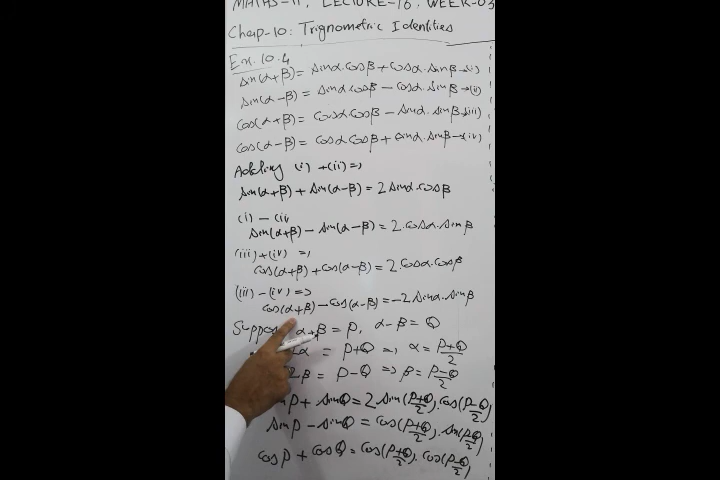 MATHS-11, LECTURE-16, WEEK-03
Chap-10: Trignometric Identities
Ex. 10.4
sin(α+β) = sinα.cosβ + cosα.sinβ →(i)
sin(α-β) = sinα cosβ - cosα.sinβ →(ii)
cos(α+β) = cosα cosβ - sinα.sinβ →(iii)
cos(α-β) = cosα cosβ + sinα.sinβ →(iv)
Adding (i) + (ii) =>
sin(α+β) + sin(α-β) = 2 sinα.cosβ
(i) - (ii)
sin(α+β) - sin(α-β) = 2.cosα.sinβ
(iii)+(iv) =>
cos(α+β) + cos(α-β) = 2.cosα.cosβ
(iii) - (iv) =>
cos(α+β) - cos(α-β) = -2 sinα.sinβ
Suppose α+β = P, α-β = Q
α = P+Q => α = P+Q/2
2β = P-Q => β = P-Q/2
P + sinQ = 2 sin(P+Q/2).cos(P-Q/2)
sinP - sinQ = cos(P+Q/2).sin(P-Q/2)
cosP + cosQ = cos(P+Q/2).cos(P-Q/2)